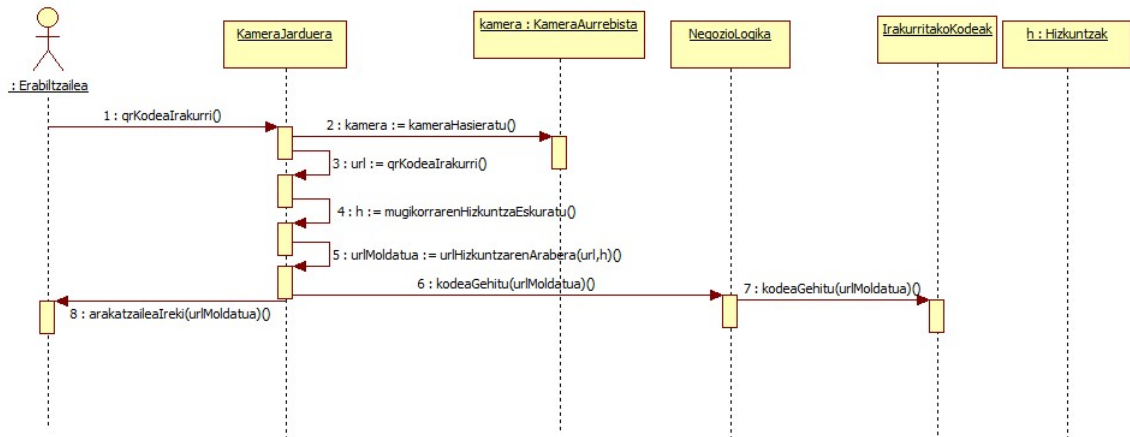 : Erabiltzailea
KameraJarduera
kamera : KameraAurrebista
NegozioLogika
IrakurritakoKodeak
h : Hizkuntzak
1 : qrKodeaIrakurri()
2 : kamera := kameraHasieratu()
3 : url := qrKodeaIrakurri()
4 : h := mugikorrarenHizkuntzaEskuratu()
5 : urlMoldatua := urlHizkuntzarenArabera(url,h)()
6 : kodeaGehitu(urlMoldatua)()
7 : kodeaGehitu(urlMoldatua)()
8 : arakatzaileaIreki(urlMoldatua)()